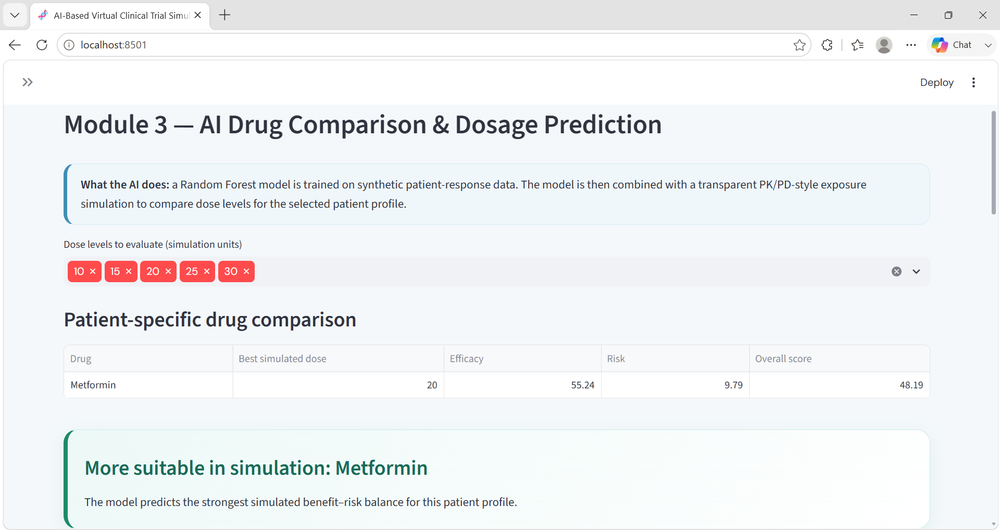 AI-Based Virtual Clinical Trial Simu
localhost:8501
Chat
Deploy
Module 3 — AI Drug Comparison & Dosage Prediction
What the AI does: a Random Forest model is trained on synthetic patient-response data. The model is then combined with a transparent PK/PD-style exposure
simulation to compare dose levels for the selected patient profile.
Dose levels to evaluate (simulation units)
10 15 20 25 30
Patient-specific drug comparison
Drug Best simulated dose Efficacy Risk Overall score
Metformin 20 55.24 9.79 48.19
More suitable in simulation: Metformin
The model predicts the strongest simulated benefit–risk balance for this patient profile.